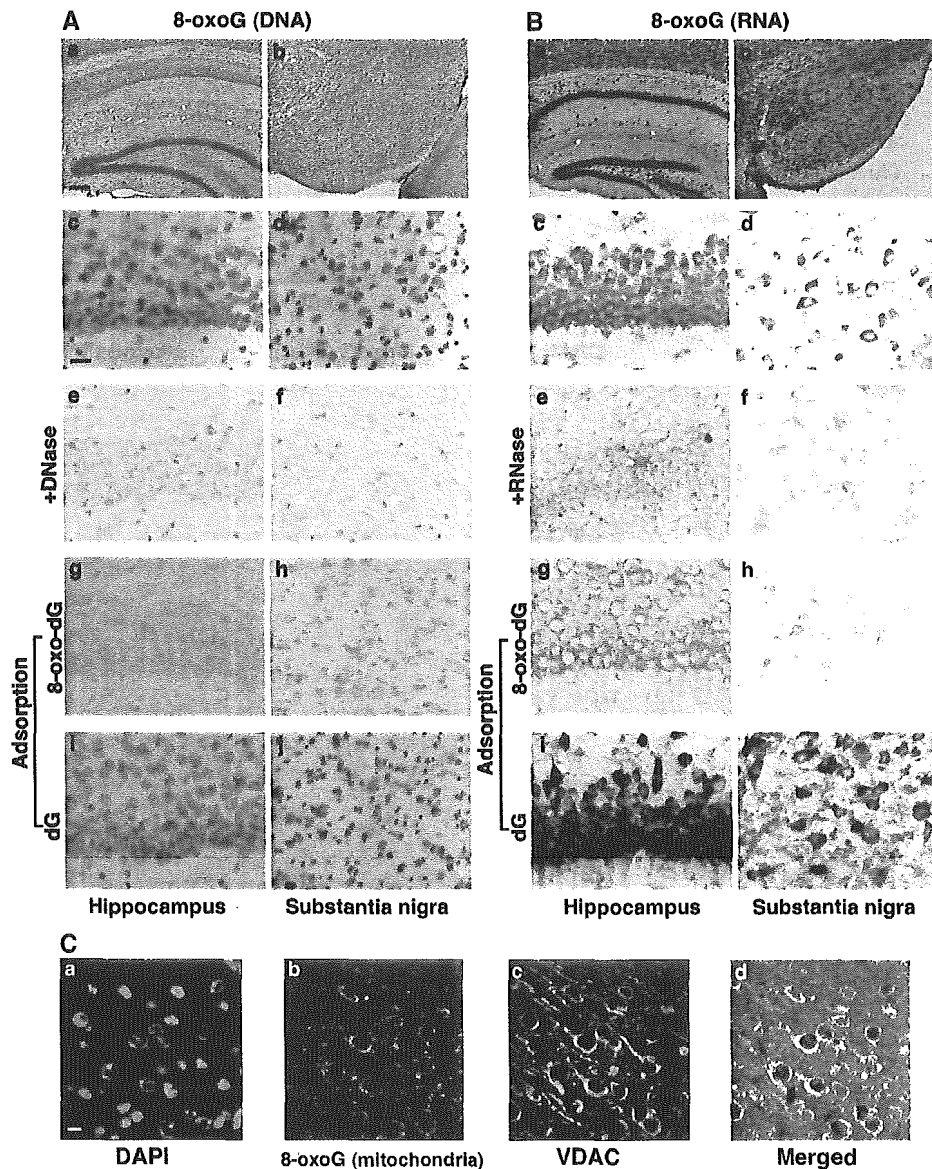 A 8-oxoG (DNA)
B 8-oxoG (RNA)
a b
c d
c d
+DNase e f
+RNase e f
Adsorption
8-oxo-dG g h
dG i j
Adsorption
8-oxo-dG g h
dG i
Hippocampus Substantia nigra
Hippocampus Substantia nigra
C
a b c d
DAPI 8-oxoG (mitochondria) VDAC Merged